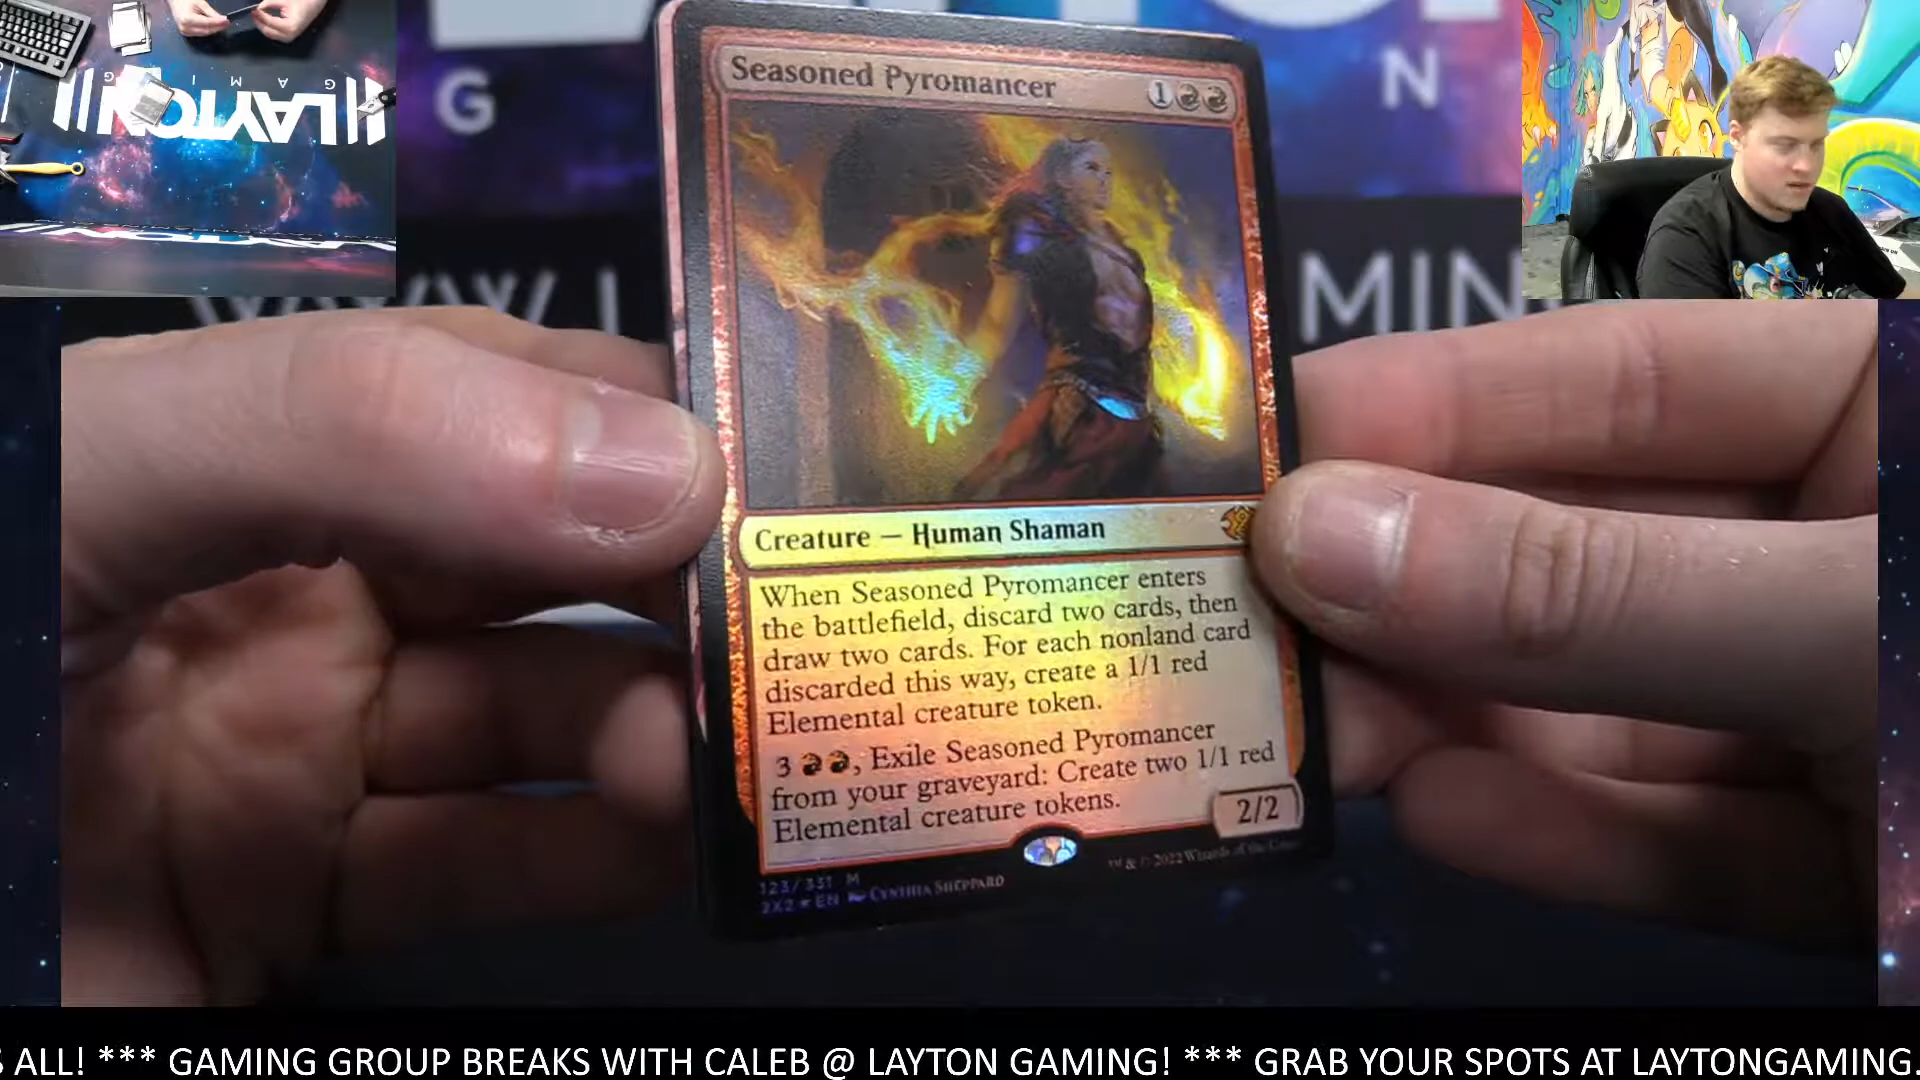 GAMING
LAYTON
G
N
MIN
Seasoned Pyromancer
1
Creature — Human Shaman
When Seasoned Pyromancer enters
the battlefield, discard two cards, then
draw two cards. For each nonland card
discarded this way, create a 1/1 red
Elemental creature token.
3 , Exile Seasoned Pyromancer
from your graveyard: Create two 1/1 red
Elemental creature tokens.
2/2
123/331 M
2X2 EN CYNTHIA SHEPPARD
™ & © 2022 Wizards of the
ALL! *** GAMING GROUP BREAKS WITH CALEB @ LAYTON GAMING! *** GRAB YOUR SPOTS AT LAYTONGAMING.